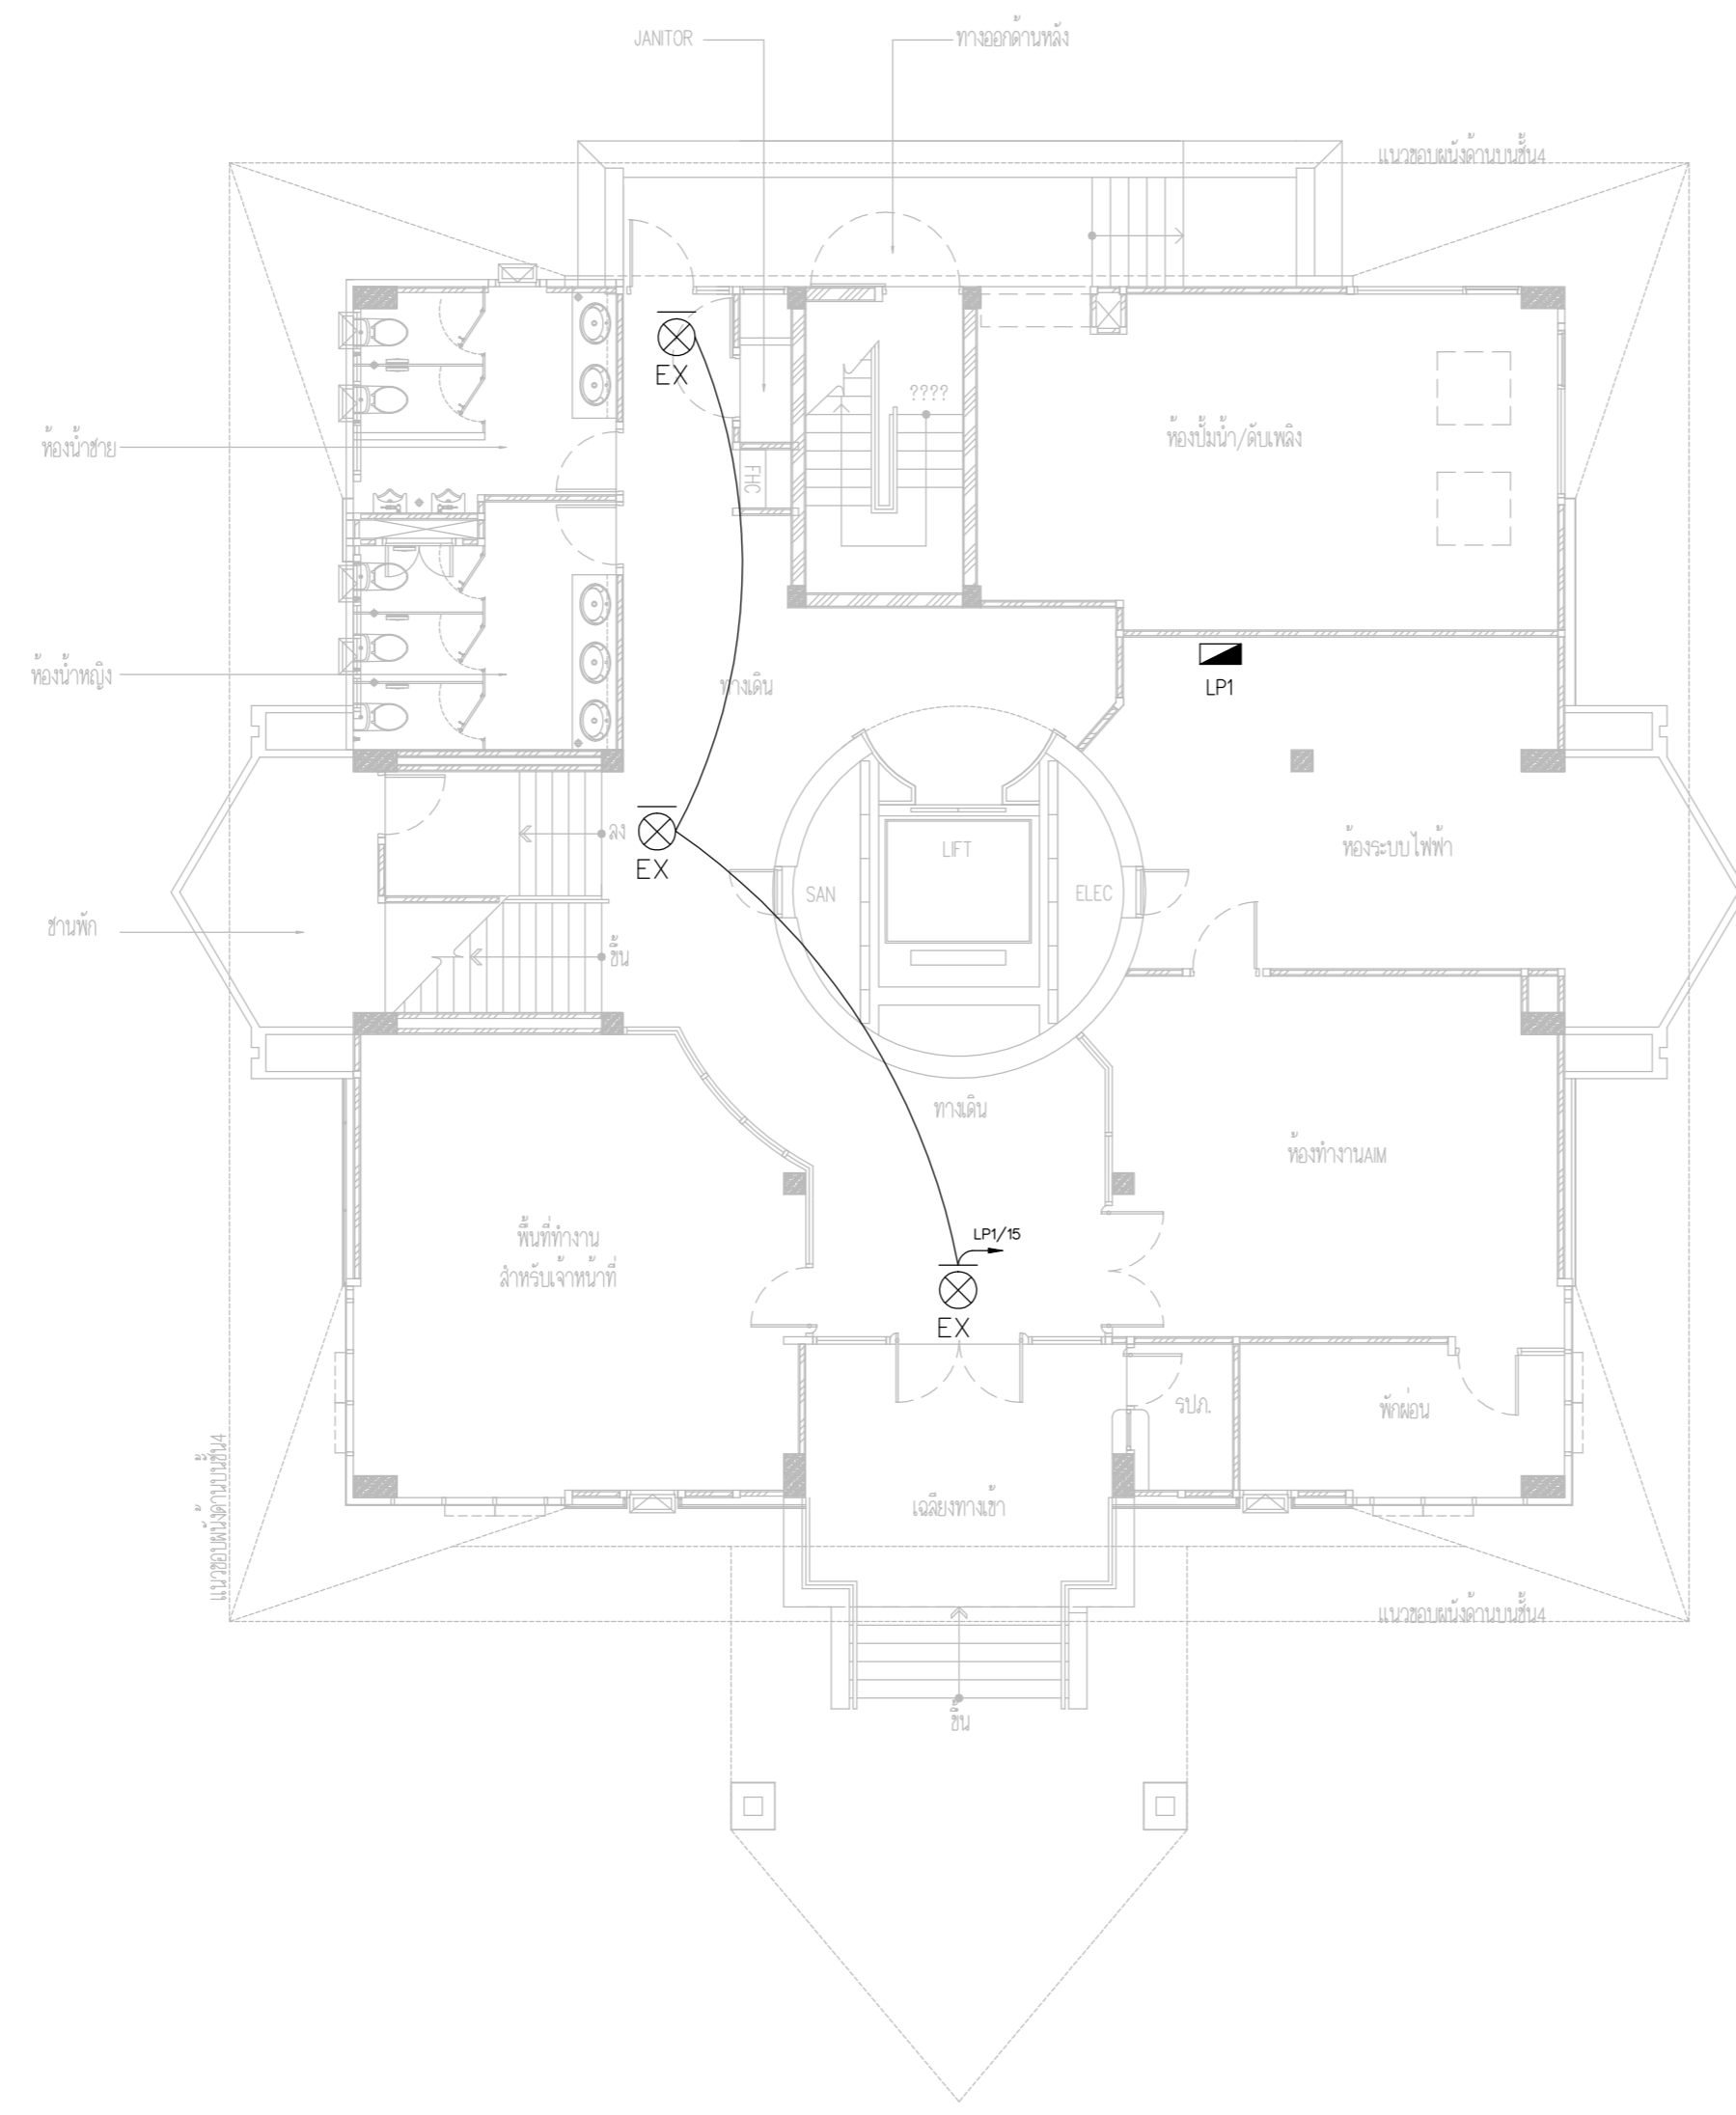 JANITOR
ทางออกด้านหลัง
แนวขอบผนังด้านบนชั้น4
EX
????
ห้องน้ำชาย
ห้องปั้มน้ำ/ดับเพลิง
FHC
ห้องน้ำหญิง
ทางเดิน
LP1
ลง
EX
LIFT
ห้องระบบไฟฟ้า
SAN
ELEC
ชานพัก
ขึ้น
ทางเดิน
ห้องทำงานAIM
พื้นที่ทำงาน
สำหรับเจ้าหน้าที่
LP1/15
EX
รปภ.
พักผ่อน
แนวขอบผนังด้านบนชั้น4
เฉลียงทางเข้า
แนวขอบผนังด้านบนชั้น4
ขึ้น